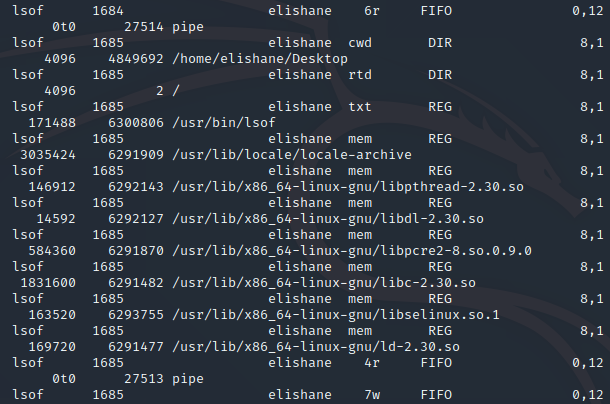 lsof 1684 elishane 6r FIFO 0,12
0t0 27514 pipe
lsof 1685 elishane cwd DIR 8,1
4096 4849692 /home/elishane/Desktop
lsof 1685 elishane rtd DIR 8,1
4096 2 /
lsof 1685 elishane txt REG 8,1
171488 6300806 /usr/bin/lsof
lsof 1685 elishane mem REG 8,1
3035424 6291909 /usr/lib/locale/locale-archive
lsof 1685 elishane mem REG 8,1
146912 6292143 /usr/lib/x86_64-linux-gnu/libpthread-2.30.so
lsof 1685 elishane mem REG 8,1
14592 6292127 /usr/lib/x86_64-linux-gnu/libdl-2.30.so
lsof 1685 elishane mem REG 8,1
584360 6291870 /usr/lib/x86_64-linux-gnu/libpcre2-8.so.0.9.0
lsof 1685 elishane mem REG 8,1
1831600 6291482 /usr/lib/x86_64-linux-gnu/libc-2.30.so
lsof 1685 elishane mem REG 8,1
163520 6293755 /usr/lib/x86_64-linux-gnu/libselinux.so.1
lsof 1685 elishane mem REG 8,1
169720 6291477 /usr/lib/x86_64-linux-gnu/ld-2.30.so
lsof 1685 elishane 4r FIFO 0,12
0t0 27513 pipe
lsof 1685 elishane 7w FIFO 0,12